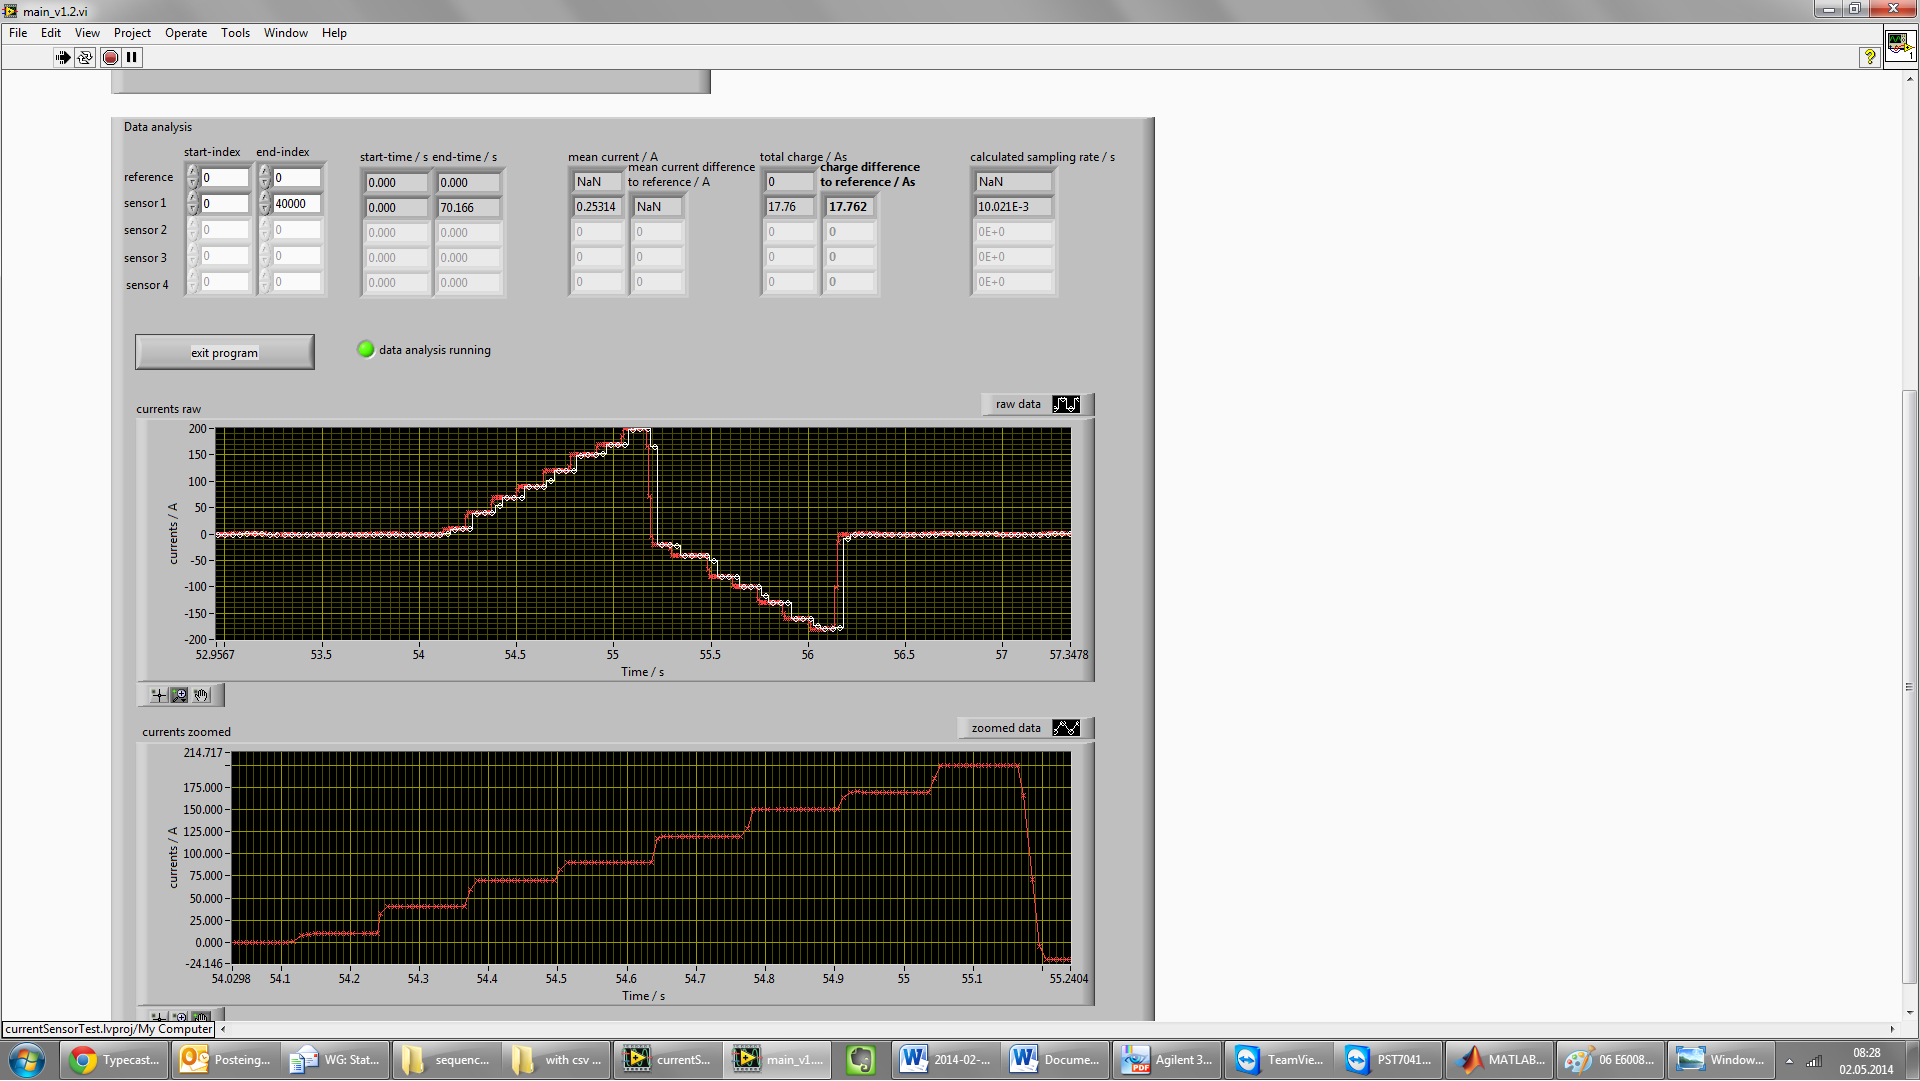 main_v1.2.vi
File Edit View Project Operate Tools Window Help
Data analysis
start-index end-index
start-time / s end-time / s
mean current / A
mean current difference to reference / A
total charge / As
charge difference to reference / As
calculated sampling rate / s
reference 0 0 0.000 0.000 NaN 0 NaN
sensor 1 0 40000 0.000 70.166 0.25314 NaN 17.76 17.762 10.021E-3
sensor 2 0 0 0.000 0.000 0 0 0 0 0E+0
sensor 3 0 0 0.000 0.000 0 0 0 0 0E+0
sensor 4 0 0 0.000 0.000 0 0 0 0 0E+0
exit program
data analysis running
currents raw
raw data
200
150
100
50
0
-50
-100
-150
-200
currents / A
52.9567 53.5 54 54.5 55 55.5 56 56.5 57 57.3478
Time / s
currents zoomed
zoomed data
214.717
175.000
150.000
125.000
100.000
75.000
50.000
25.000
0.000
-24.146
currents / A
54.0298 54.1 54.2 54.3 54.4 54.5 54.6 54.7 54.8 54.9 55 55.1 55.2404
Time / s
currentSensorTest.lvproj/My Computer
Typecast... Posteing... WG: Stat... sequenc... with csv ... currentS... main_v1.... 2014-02-... Docume... Agilent 3... TeamVie... PST7041... MATLAB... 06 E6008... Window...
08:28
02.05.2014